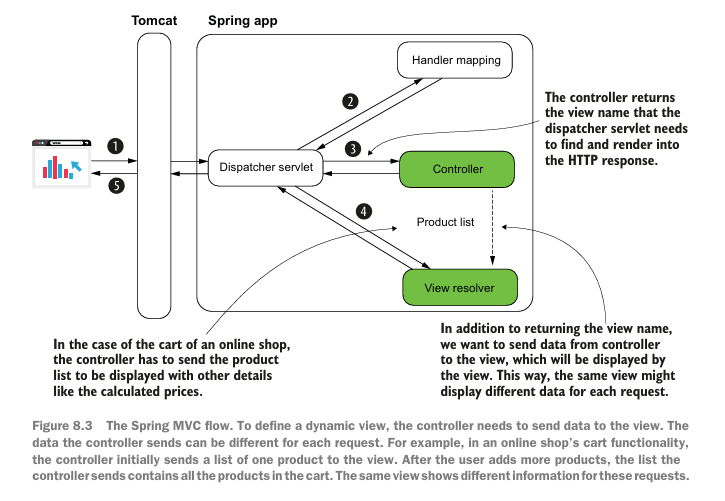 Tomcat
Spring app
Handler mapping
2
The controller returns
the view name that the
dispatcher servlet needs
to find and render into
the HTTP response.
1
3
Dispatcher servlet
Controller
5
4
Product list
View resolver
In the case of the cart of an online shop,
the controller has to send the product
list to be displayed with other details
like the calculated prices.
In addition to returning the view name,
we want to send data from controller
to the view, which will be displayed by
the view. This way, the same view might
display different data for each request.
Figure 8.3 The Spring MVC flow. To define a dynamic view, the controller needs to send data to the view. The
data the controller sends can be different for each request. For example, in an online shop's cart functionality,
the controller initially sends a list of one product to the view. After the user adds more products, the list the
controller sends contains all the products in the cart. The same view shows different information for these requests.